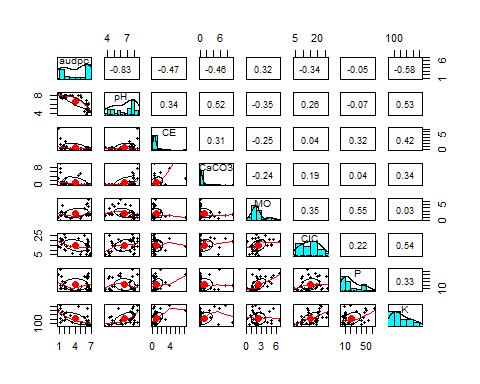 4 7 0 6 5 20 100
audpc -0.83 -0.47 -0.46 0.32 -0.34 -0.05 -0.58 1 6
4 8 pH 0.34 0.52 -0.35 0.26 -0.07 0.53
CE 0.31 -0.25 0.04 0.32 0.42 0 5
0 8 CaCO3 -0.24 0.19 0.04 0.34
MO 0.35 0.55 0.03 0 5
5 25 CIC 0.22 0.54
P 0.33 10
100 K
1 4 7 0 4 0 3 6 10 50